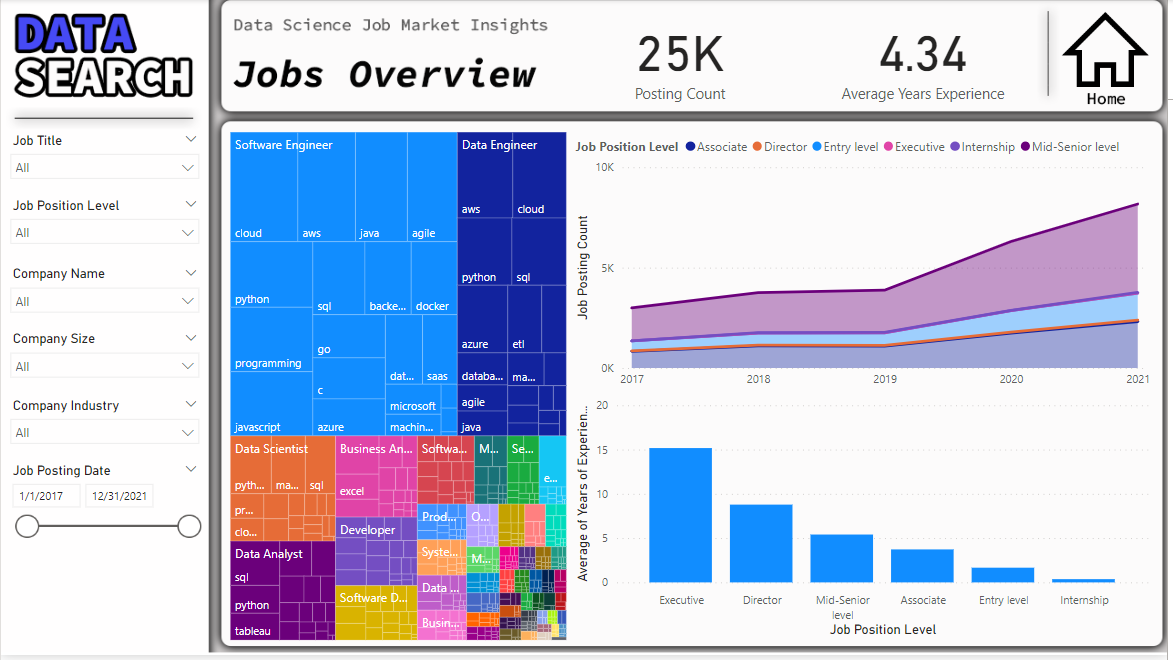 DATA
SEARCH
Job Title
All
Job Position Level
All
Company Name
All
Company Size
All
Company Industry
All
Job Posting Date
1/1/2017
12/31/2021
Data Science Job Market Insights
Jobs Overview
25K
Posting Count
4.34
Average Years Experience
Home
Software Engineer
cloud
aws
java
agile
python
sql
backe...
docker
programming
go
dat...
saas
c
microsoft
javascript
azure
machin...
Data Engineer
aws
cloud
python
sql
azure
etl
databa...
ma...
agile
java
Data Scientist
pyth...
ma...
sql
pr...
clo...
Business An...
excel
Softwa...
M...
Se...
e...
Developer
Prod...
O...
Data Analyst
sql
python
tableau
Syste...
M...
Software D...
Data ...
Busin...
Job Position Level
Associate
Director
Entry level
Executive
Internship
Mid-Senior level
Job Posting Count
10K
5K
0K
2017
2018
2019
2020
2021
Average of Years of Experien...
20
15
10
5
0
Executive
Director
Mid-Senior
level
Associate
Entry level
Internship
Job Position Level